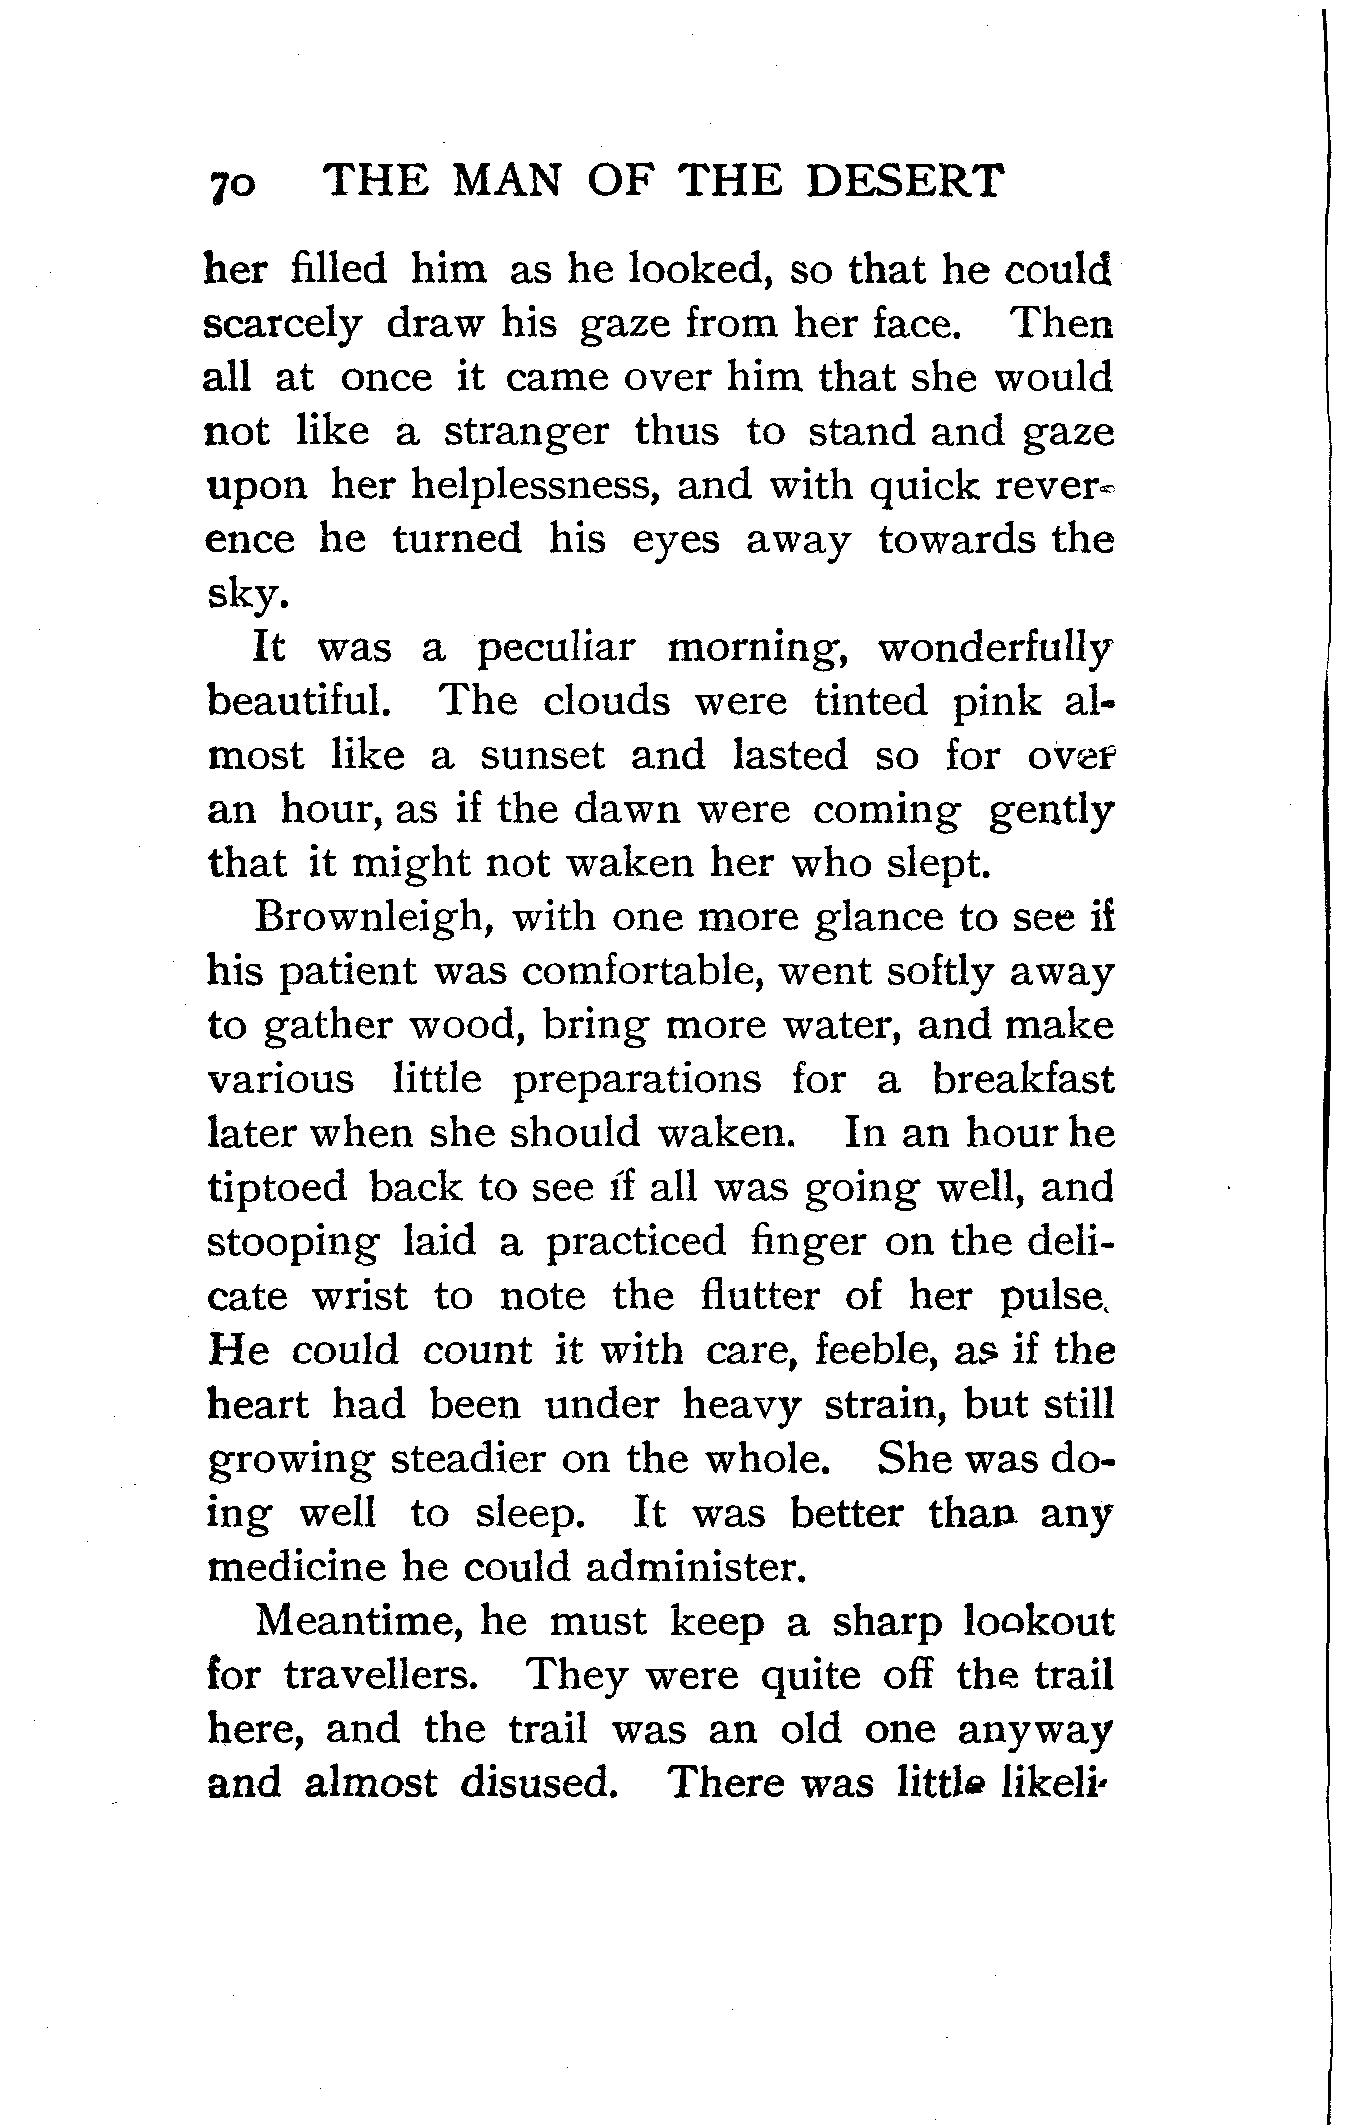 70 THE MAN OF THE DESERT
her filled him as he looked, so that he could
scarcely draw his gaze from her face. Then
all at once it came over him that she would
not like a stranger thus to stand and gaze
upon her helplessness, and with quick rever-
ence he turned his eyes away towards the
sky.
It was a peculiar morning, wonderfully
beautiful. The clouds were tinted pink al-
most like a sunset and lasted so for over
an hour, as if the dawn were coming gently
that it might not waken her who slept.
Brownleigh, with one more glance to see if
his patient was comfortable, went softly away
to gather wood, bring more water, and make
various little preparations for a breakfast
later when she should waken. In an hour he
tiptoed back to see if all was going well, and
stooping laid a practiced finger on the deli-
cate wrist to note the flutter of her pulse.
He could count it with care, feeble, as if the
heart had been under heavy strain, but still
growing steadier on the whole. She was do-
ing well to sleep. It was better than any
medicine he could administer.
Meantime, he must keep a sharp lookout
for travellers. They were quite off the trail
here, and the trail was an old one anyway
and almost disused. There was little likeli-